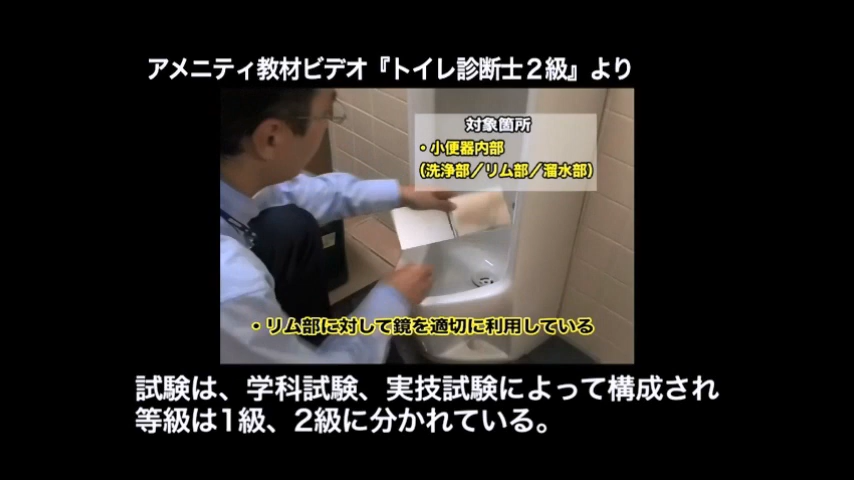 アメニティ教材ビデオ『トイレ診断士２級』より
対象箇所
・小便器内部
（洗浄部／リム部／溜水部）
・リム部に対して鏡を適切に利用している
試験は、学科試験、実技試験によって構成され
等級は1級、2級に分かれている。